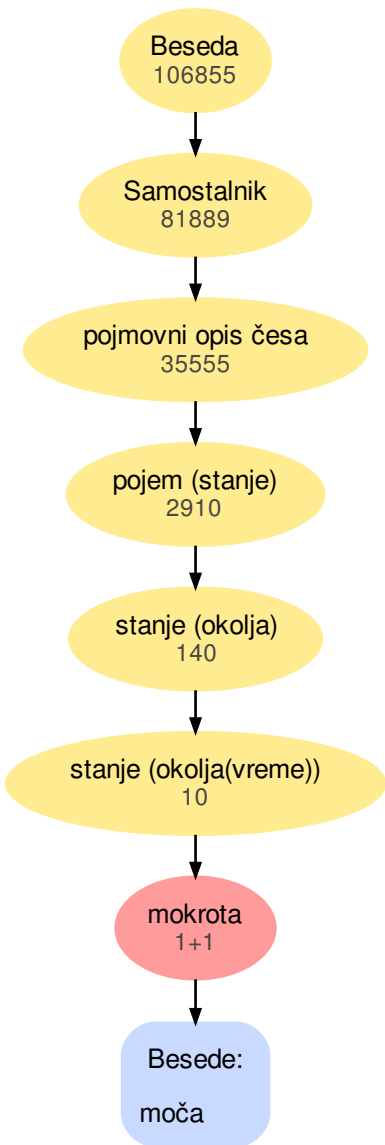 Beseda
106855
Samostalnik
81889
pojmovni opis česa
35555
pojem (stanje)
2910
stanje (okolja)
140
stanje (okolja(vreme))
10
mokrota
1+1
Besede:
moča